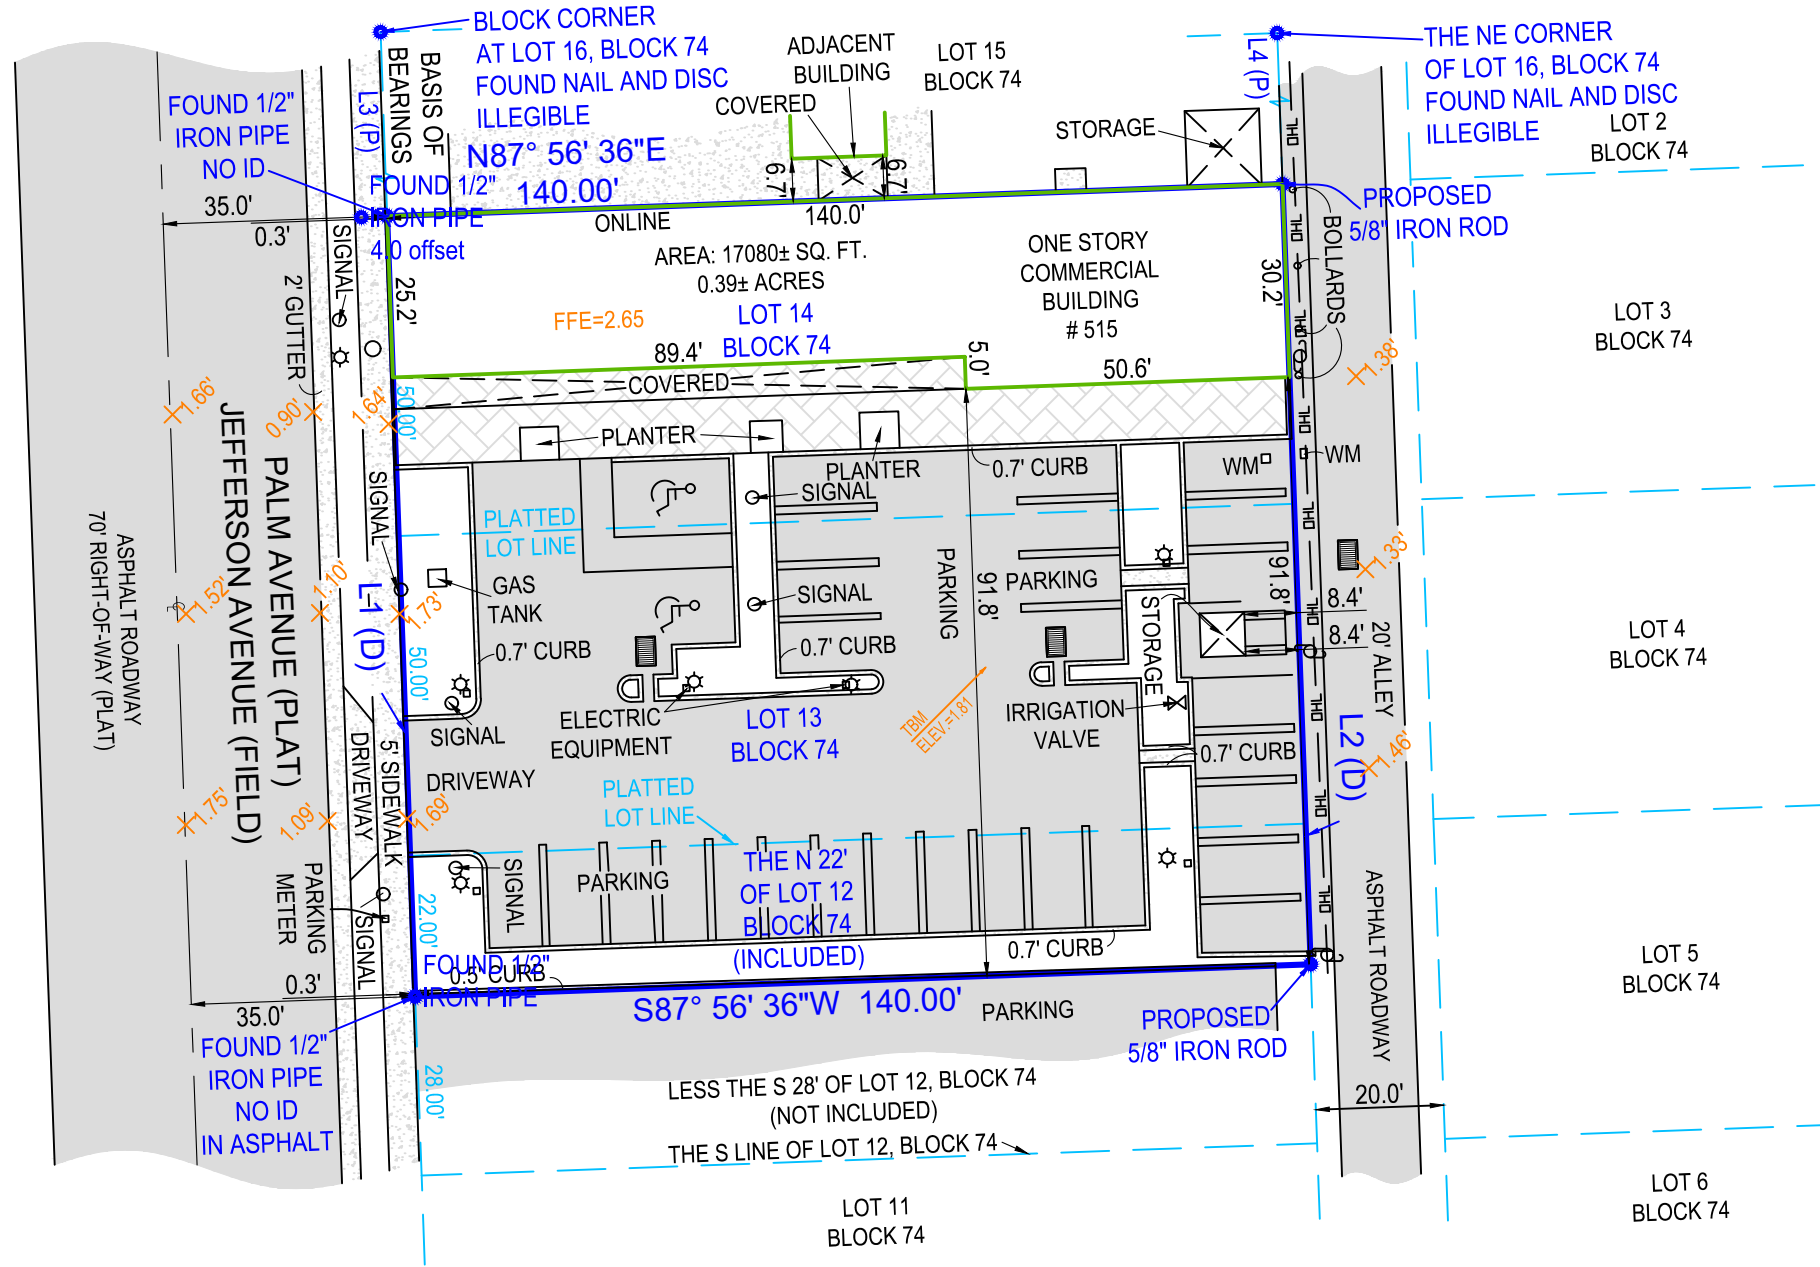 BLOCK CORNER
AT LOT 16, BLOCK 74
FOUND NAIL AND DISC
ILLEGIBLE
BASIS OF
BEARINGS
L3 (P)
ADJACENT
BUILDING
COVERED
LOT 15
BLOCK 74
STORAGE
L4 (P)
THE NE CORNER
OF LOT 16, BLOCK 74
FOUND NAIL AND DISC
ILLEGIBLE
LOT 2
BLOCK 74
FOUND 1/2"
IRON PIPE
NO ID
N87° 56' 36"E
140.00'
FOUND 1/2"
IRON PIPE
4.0 offset
35.0'
0.3'
6.7'
6.7'
ONLINE
140.0'
PROPOSED
5/8" IRON ROD
AREA: 17080± SQ. FT.
0.39± ACRES
ONE STORY
COMMERCIAL
BUILDING
# 515
LOT 14
BLOCK 74
FFE=2.65
25.2'
30.2'
BOLLARDS
SIGNAL
2' GUTTER
89.4'
5.0'
50.6'
COVERED
LOT 3
BLOCK 74
1.38'
1.66'
0.90'
1.64'
50.00'
PLANTER
PLANTER
0.7' CURB
WM
WM
SIGNAL
SIGNAL
PLATTED
LOT LINE
JEFFERSON AVENUE (FIELD)
PALM AVENUE (PLAT)
ASPHALT ROADWAY
70' RIGHT-OF-WAY (PLAT)
GAS
TANK
SIGNAL
PARKING
91.8'
PARKING
91.8'
1.33'
1.52'
1.10'
1.73'
L1 (D)
0.7' CURB
0.7' CURB
STORAGE
8.4'
8.4'
20' ALLEY
LOT 4
BLOCK 74
50.00'
SIGNAL
ELECTRIC
EQUIPMENT
LOT 13
BLOCK 74
TBM
ELEV.=1.81
IRRIGATION
VALVE
0.7' CURB
L2 (D)
1.46'
DRIVEWAY
DRIVEWAY
5' SIDEWALK
PLATTED
LOT LINE
1.75'
1.09'
1.69'
PARKING
METER
SIGNAL
SIGNAL
PARKING
THE N 22'
OF LOT 12
BLOCK 74
(INCLUDED)
22.00'
0.7' CURB
ASPHALT ROADWAY
LOT 5
BLOCK 74
FOUND 1/2"
IRON PIPE
0.5' CURB
0.3'
35.0'
S87° 56' 36"W 140.00'
PARKING
PROPOSED
5/8" IRON ROD
FOUND 1/2"
IRON PIPE
NO ID
IN ASPHALT
28.00'
LESS THE S 28' OF LOT 12, BLOCK 74
(NOT INCLUDED)
THE S LINE OF LOT 12, BLOCK 74
20.0'
LOT 11
BLOCK 74
LOT 6
BLOCK 74
OHL
OHL
OHL
OHL
OHL
OHL
OHL
OHL
OHL